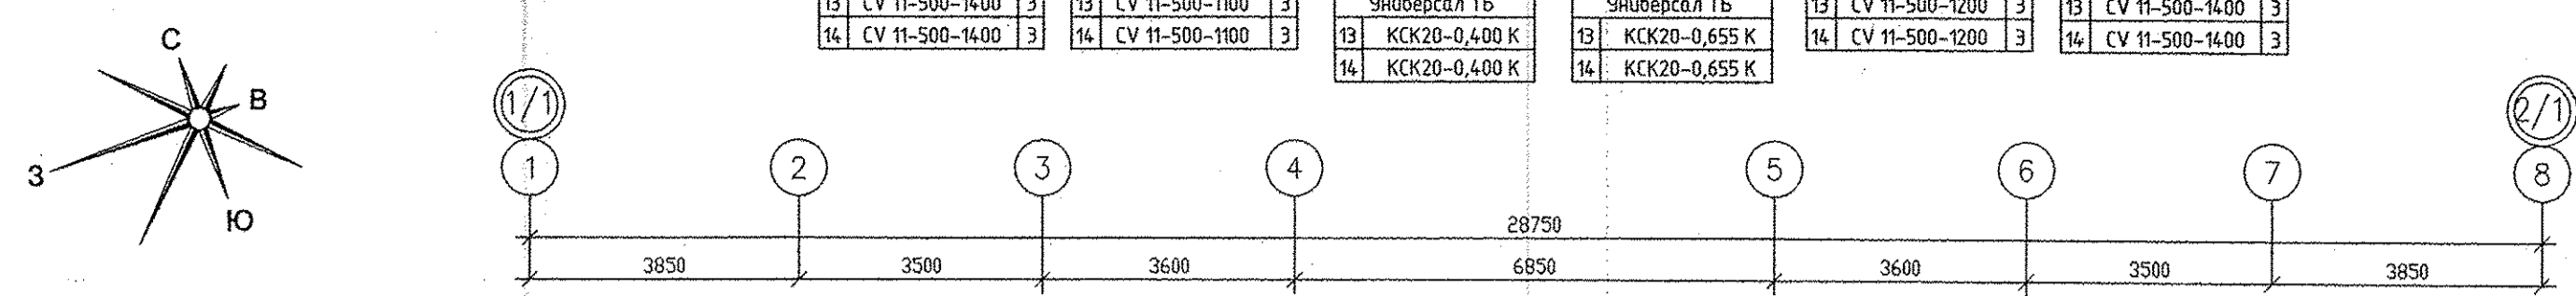 13 CV 11-500-1400 3
14 CV 11-500-1400 3
13 CV 11-500-1100 3
14 CV 11-500-1100 3
Универсал ТБ
13 КСК20-0,400 К
14 КСК20-0,400 К
Универсал ТБ
13 КСК20-0,655 К
14 КСК20-0,655 К
13 CV 11-500-1200 3
14 CV 11-500-1200 3
13 CV 11-500-1400 3
14 CV 11-500-1400 3
С
В
З
Ю
1/1
2/1
1 2 3 4 5 6 7 8
28750
3850 3500 3600 6850 3600 3500 3850